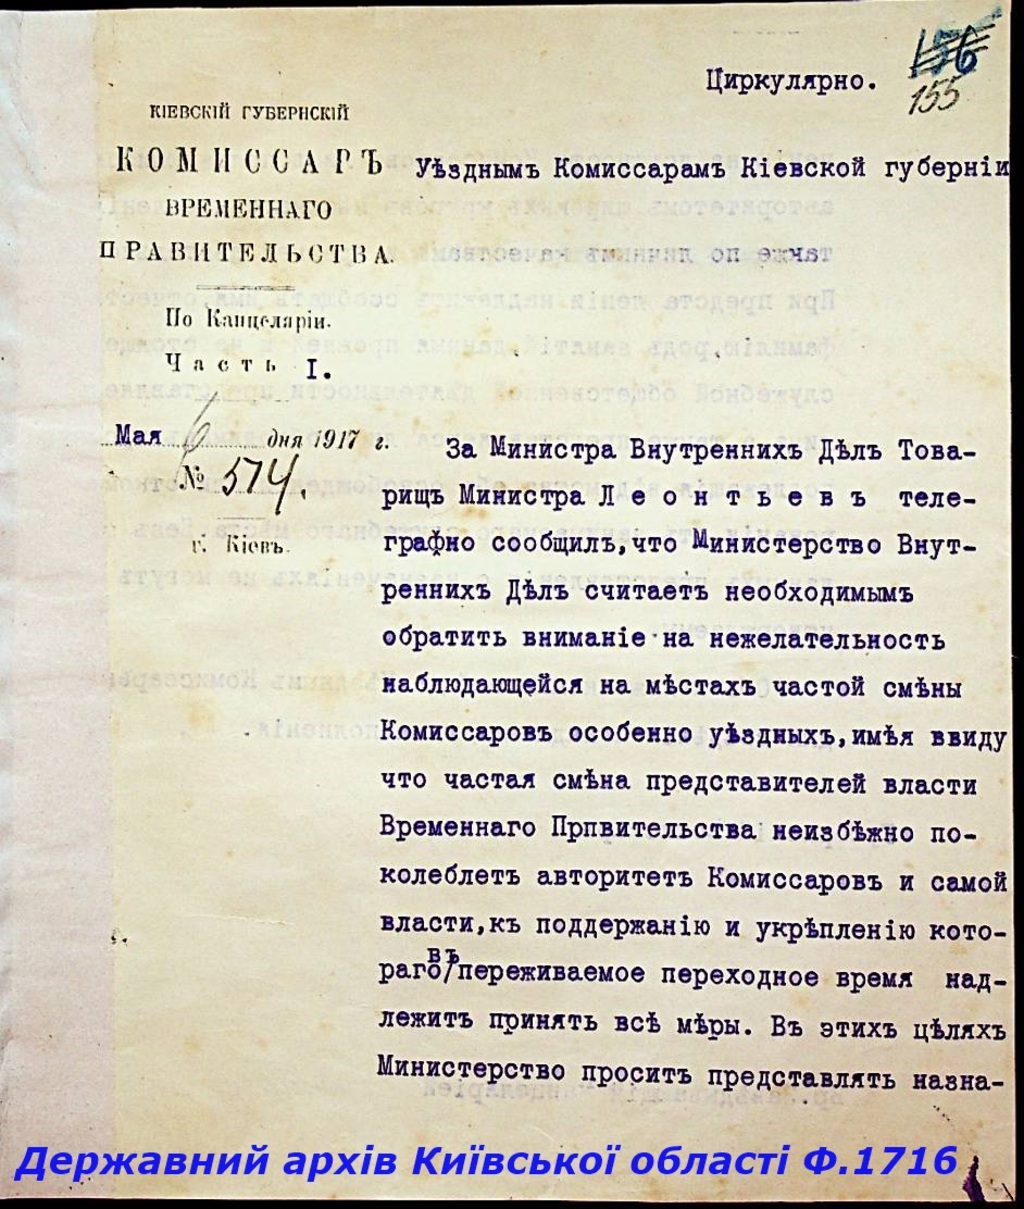 156
155
Циркулярно.
КІЕВСКІЙ ГУБЕРНСКІЙ
КОМИССАРЪ
ВРЕМЕННАГО
ПРАВИТЕЛЬСТВА.
По Канцеляріи.
Часть I.
Мая 6 дня 1917 г.
№ 574.
г. Кіевъ.
Уѣзднымъ Комиссарамъ Кіевской губерніи
За Министра Внутреннихъ Дѣлъ Това-
рищъ Министра Леонтьевъ теле-
графно сообщилъ,что Министерство Внут-
реннихъ Дѣлъ считаетъ необходимымъ
обратить вниманіе на нежелательность
наблюдающейся на мѣстахъ частой смѣны
Комиссаровъ особенно уѣздныхъ,имѣя ввиду
что частая смѣна представителей власти
Временнаго Прпвительства неизбѣжно по-
колеблетъ авторитетъ Комиссаровъ и самой
власти,къ поддержанію и укрѣпленію кото-
раго/въ переживаемое переходное время над-
лежитъ принять всѣ мѣры. Въ этихъ цѣляхъ
Министерство проситъ представлять назна-
Державний архів Київської області Ф.1716